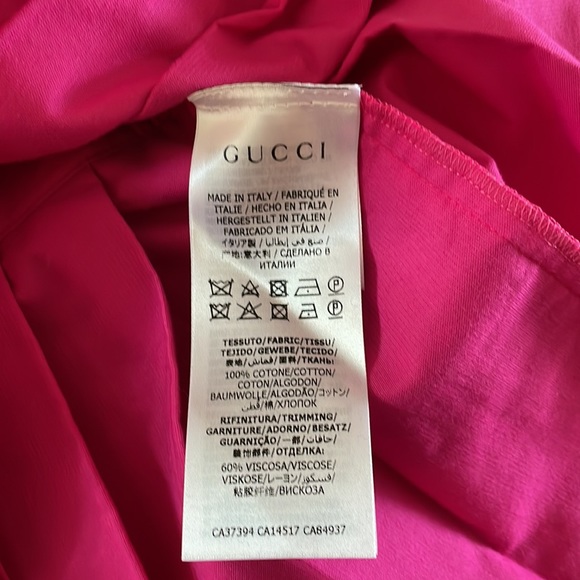 GUCCI
MADE IN ITALY / FABRIQUÉ EN
ITALIE / HECHO EN ITALIA /
HERGESTELLT IN ITALIEN /
FABRICADO EM ITÁLIA /
イタリア製 / صنع في إيطاليا /
产地:意大利 / СДЕЛАНО В
ИТАЛИИ
TESSUTO/FABRIC/TISSU/
TEJIDO/GEWEBE/TECIDO/
表地/قماش/面料/ТКАНЬ
100% COTONE/COTTON/
COTON/ALGODON/
BAUMWOLLE/ALGODÃO/コットン/
قطن/棉/ХЛОПОК
RIFINITURA/TRIMMING/
GARNITURE/ADORNO/BESATZ/
GUARNIÇÃO/一部/حافات/
装饰部件/ОТДЕЛКА:
60% VISCOSA/VISCOSE/
VISKOSE/レーヨン/فسكوز/
粘胶纤维/ВИСКОЗА
CA37394 CA14517 CA84937